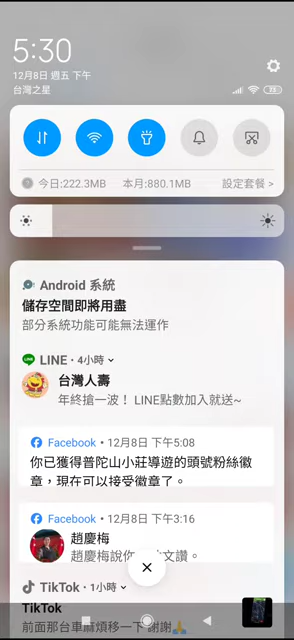 5:30
12月8日 週五 下午
台灣之星
73
今日:222.3MB 本月:880.1MB 設定套餐 >
Android 系統
儲存空間即將用盡
部分系統功能可能無法運作
LINE • 4小時
台灣人壽
年終搶一波！ LINE點數加入就送~
Facebook • 12月8日 下午5:08
你已獲得普陀山小莊導遊的頭號粉絲徽
章，現在可以接受徽章了。
Facebook • 12月8日 下午3:16
趙慶梅
趙慶梅說你 文讚。
TikTok • 1小時
TikTok
前面那台車麻煩移一下 謝謝🙏